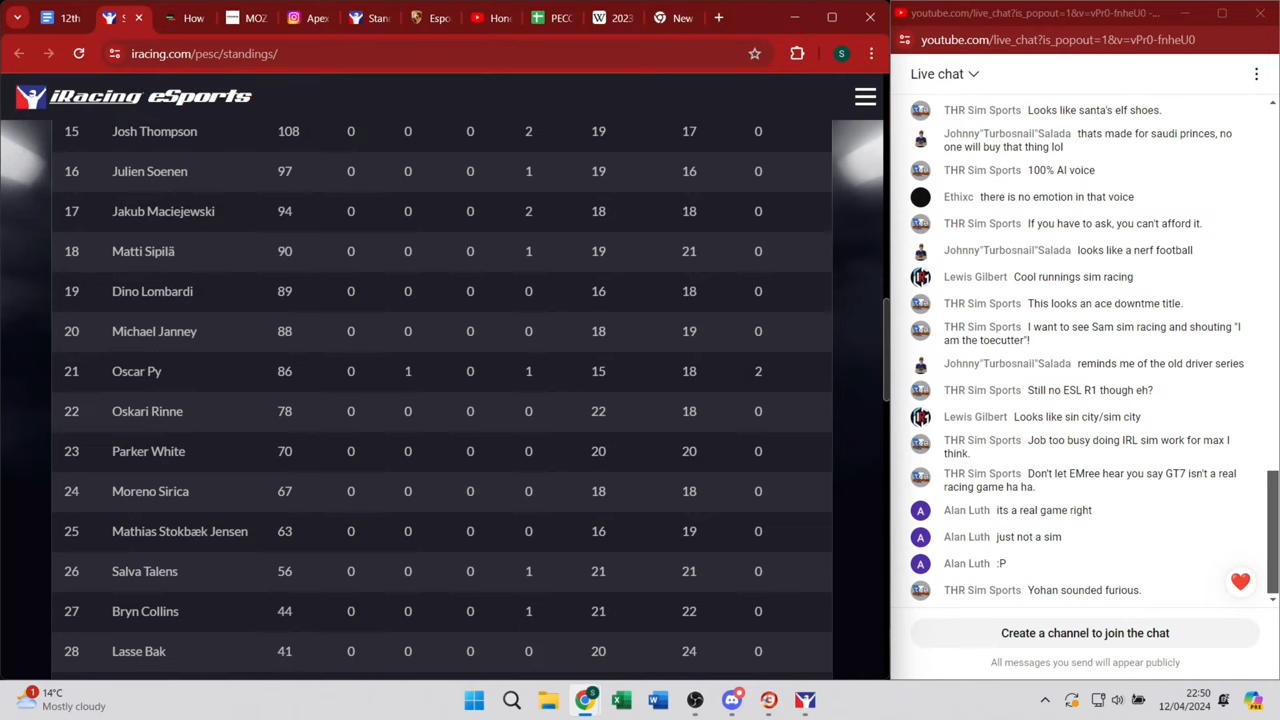 12th
S
How
MOZ
Apex
Stan
Espo
Hon
PECC
2023
New
youtube.com/live_chat?is_popout=1&v=vPr0-fnheU0 -...
iracing.com/pesc/standings/
S
youtube.com/live_chat?is_popout=1&v=vPr0-fnheU0
iRacing eSports
Live chat
15 Josh Thompson 108 0 0 0 2 19 17 0
16 Julien Soenen 97 0 0 0 1 19 16 0
17 Jakub Maciejewski 94 0 0 0 2 18 18 0
18 Matti Sipilä 90 0 0 0 1 19 21 0
19 Dino Lombardi 89 0 0 0 0 16 18 0
20 Michael Janney 88 0 0 0 0 18 19 0
21 Oscar Py 86 0 1 0 1 15 18 2
22 Oskari Rinne 78 0 0 0 0 22 18 0
23 Parker White 70 0 0 0 0 20 20 0
24 Moreno Sirica 67 0 0 0 0 18 18 0
25 Mathias Stokbæk Jensen 63 0 0 0 0 16 19 0
26 Salva Talens 56 0 0 0 1 21 21 0
27 Bryn Collins 44 0 0 0 1 21 22 0
28 Lasse Bak 41 0 0 0 0 20 24 0
THR Sim Sports Looks like santa's elf shoes.
Johnny"Turbosnail"Salada thats made for saudi princes, no
one will buy that thing lol
THR Sim Sports 100% AI voice
Ethixc there is no emotion in that voice
THR Sim Sports If you have to ask, you can't afford it.
Johnny"Turbosnail"Salada looks like a nerf football
Lewis Gilbert Cool runnings sim racing
THR Sim Sports This looks an ace downtme title.
THR Sim Sports I want to see Sam sim racing and shouting "I
am the toecutter"!
Johnny"Turbosnail"Salada reminds me of the old driver series
THR Sim Sports Still no ESL R1 though eh?
Lewis Gilbert Looks like sin city/sim city
THR Sim Sports Job too busy doing IRL sim work for max I
think.
THR Sim Sports Don't let EMree hear you say GT7 isn't a real
racing game ha ha.
A Alan Luth its a real game right
A Alan Luth just not a sim
A Alan Luth :P
THR Sim Sports Yohan sounded furious.
Create a channel to join the chat
All messages you send will appear publicly
1
14°C
Mostly cloudy
22:50
12/04/2024